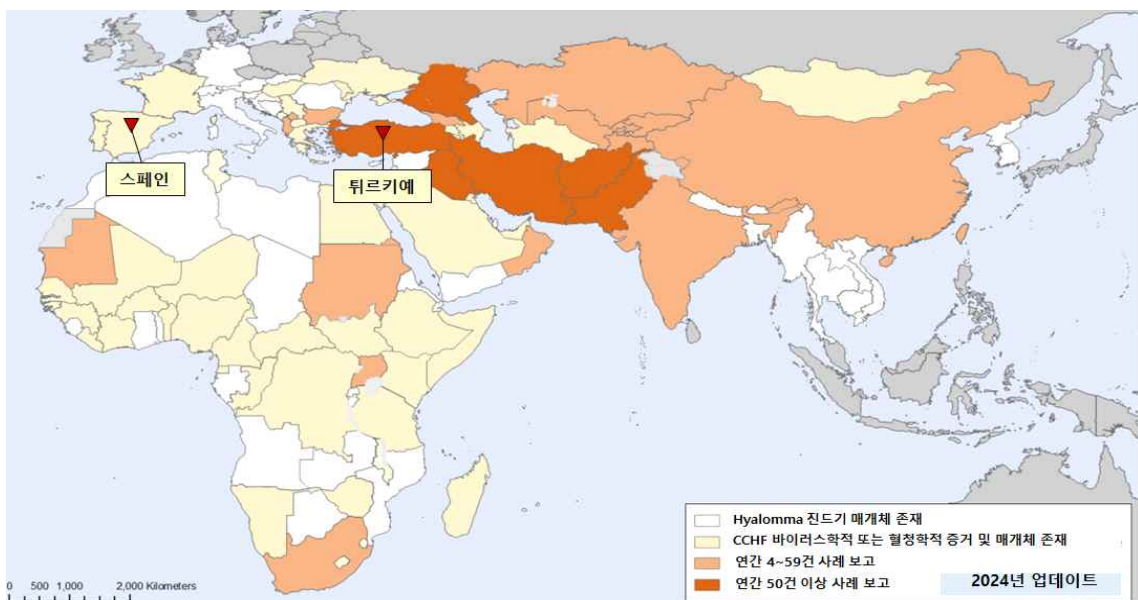 스페인
튀르키예
Hyalomma 진드기 매개체 존재
CCHF 바이러스학적 또는 혈청학적 증거 및 매개체 존재
연간 4~59건 사례 보고
연간 50건 이상 사례 보고
2024년 업데이트
0 500 1,000 2,000 Kilometers